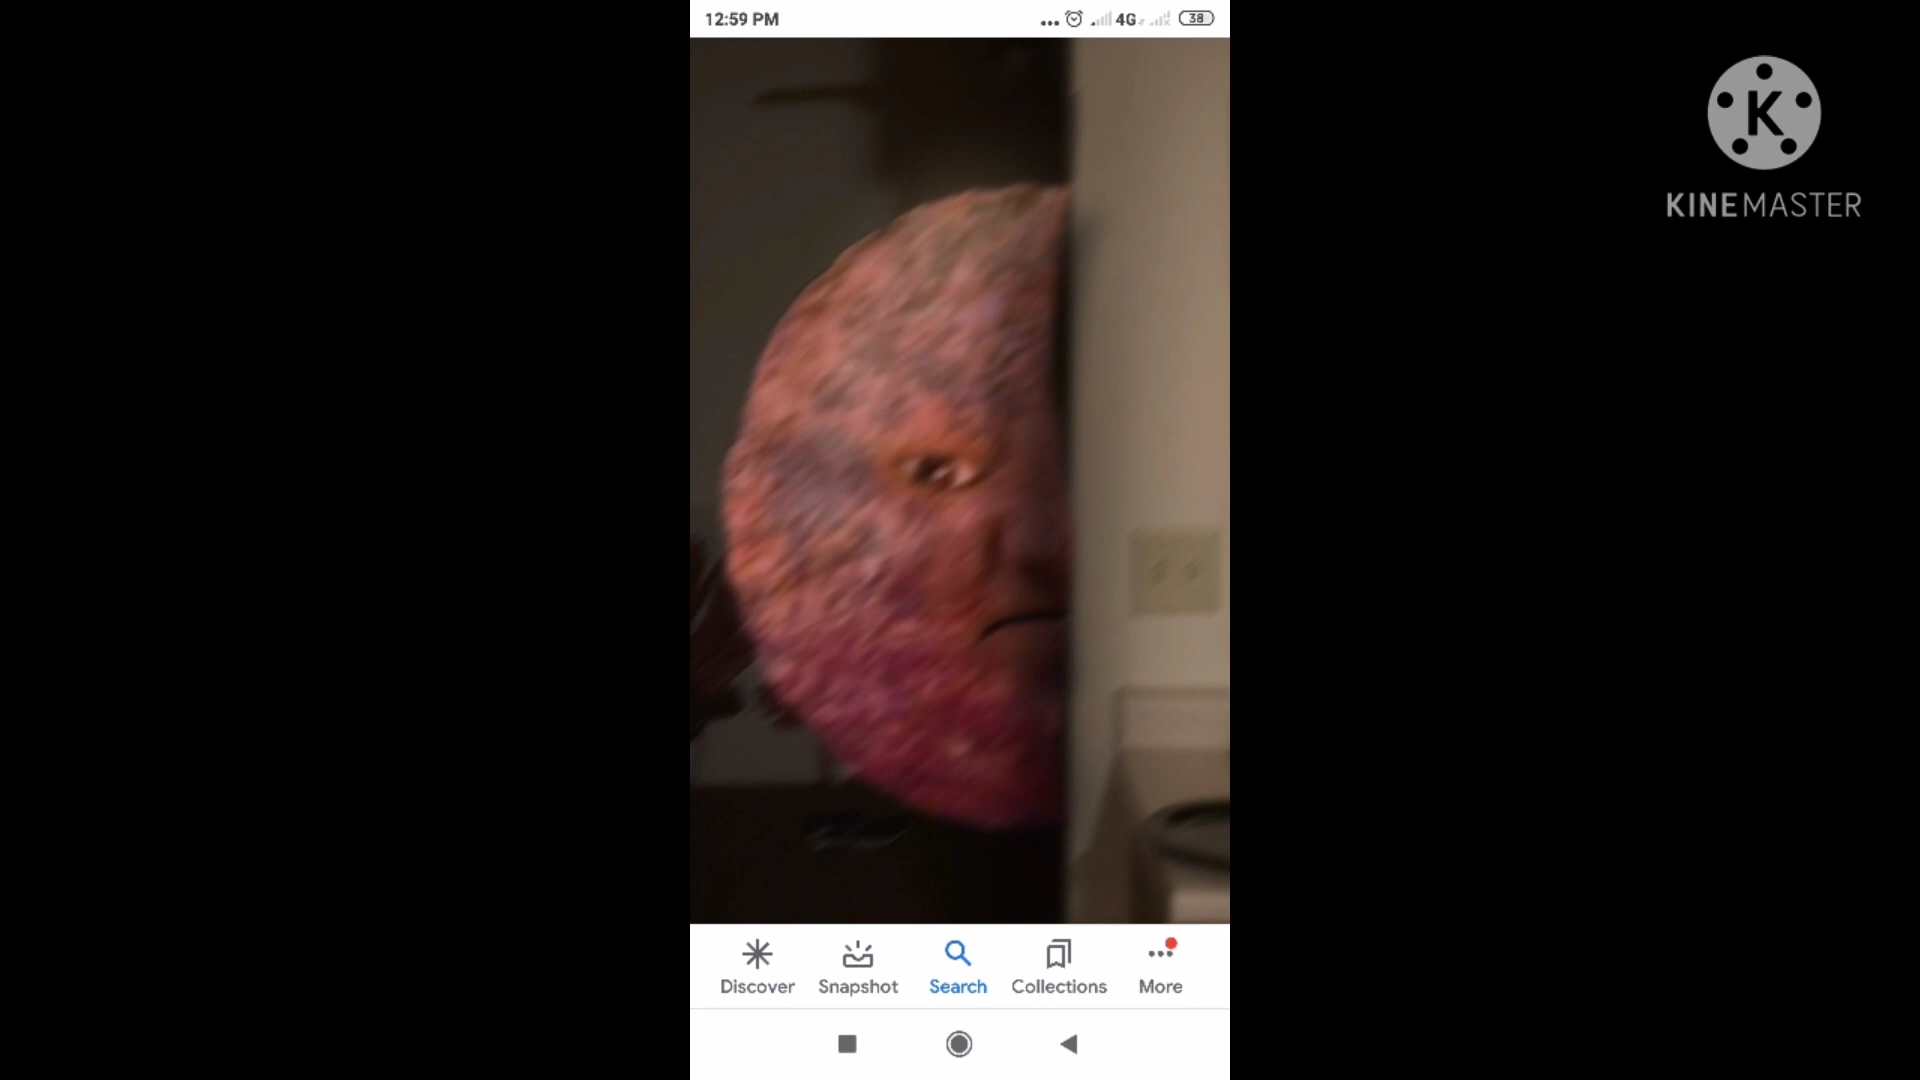 12:59 PM
4G
38
K
KINEMASTER
Discover
Snapshot
Search
Collections
More